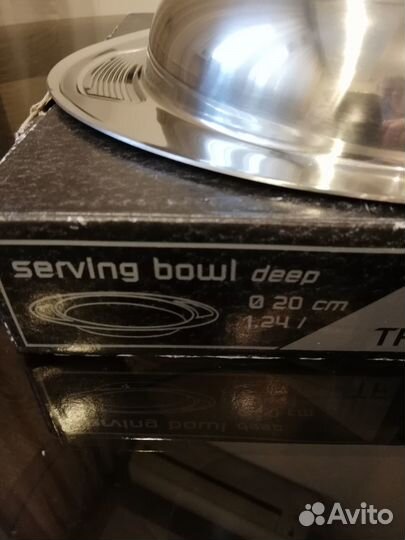 serving bowl deep
ø 20 cm
1.24 l
Avito